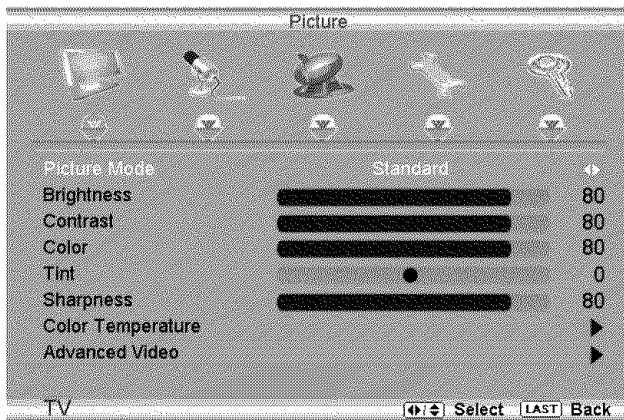 Picture
Picture Mode Standard
Brightness 80
Contrast 80
Color 80
Tint 0
Sharpness 80
Color Temperature
Advanced Video
TV Select LAST Back